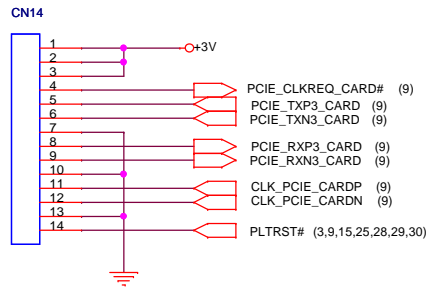 CN14
1
+3V
2
3
4 PCIE_CLKREQ_CARD# (9)
5 PCIE_TXP3_CARD (9)
6 PCIE_TXN3_CARD (9)
7
8 PCIE_RXP3_CARD (9)
9 PCIE_RXN3_CARD (9)
10
11 CLK_PCIE_CARDP (9)
12 CLK_PCIE_CARDN (9)
13
14 PLTRST# (3,9,15,25,28,29,30)